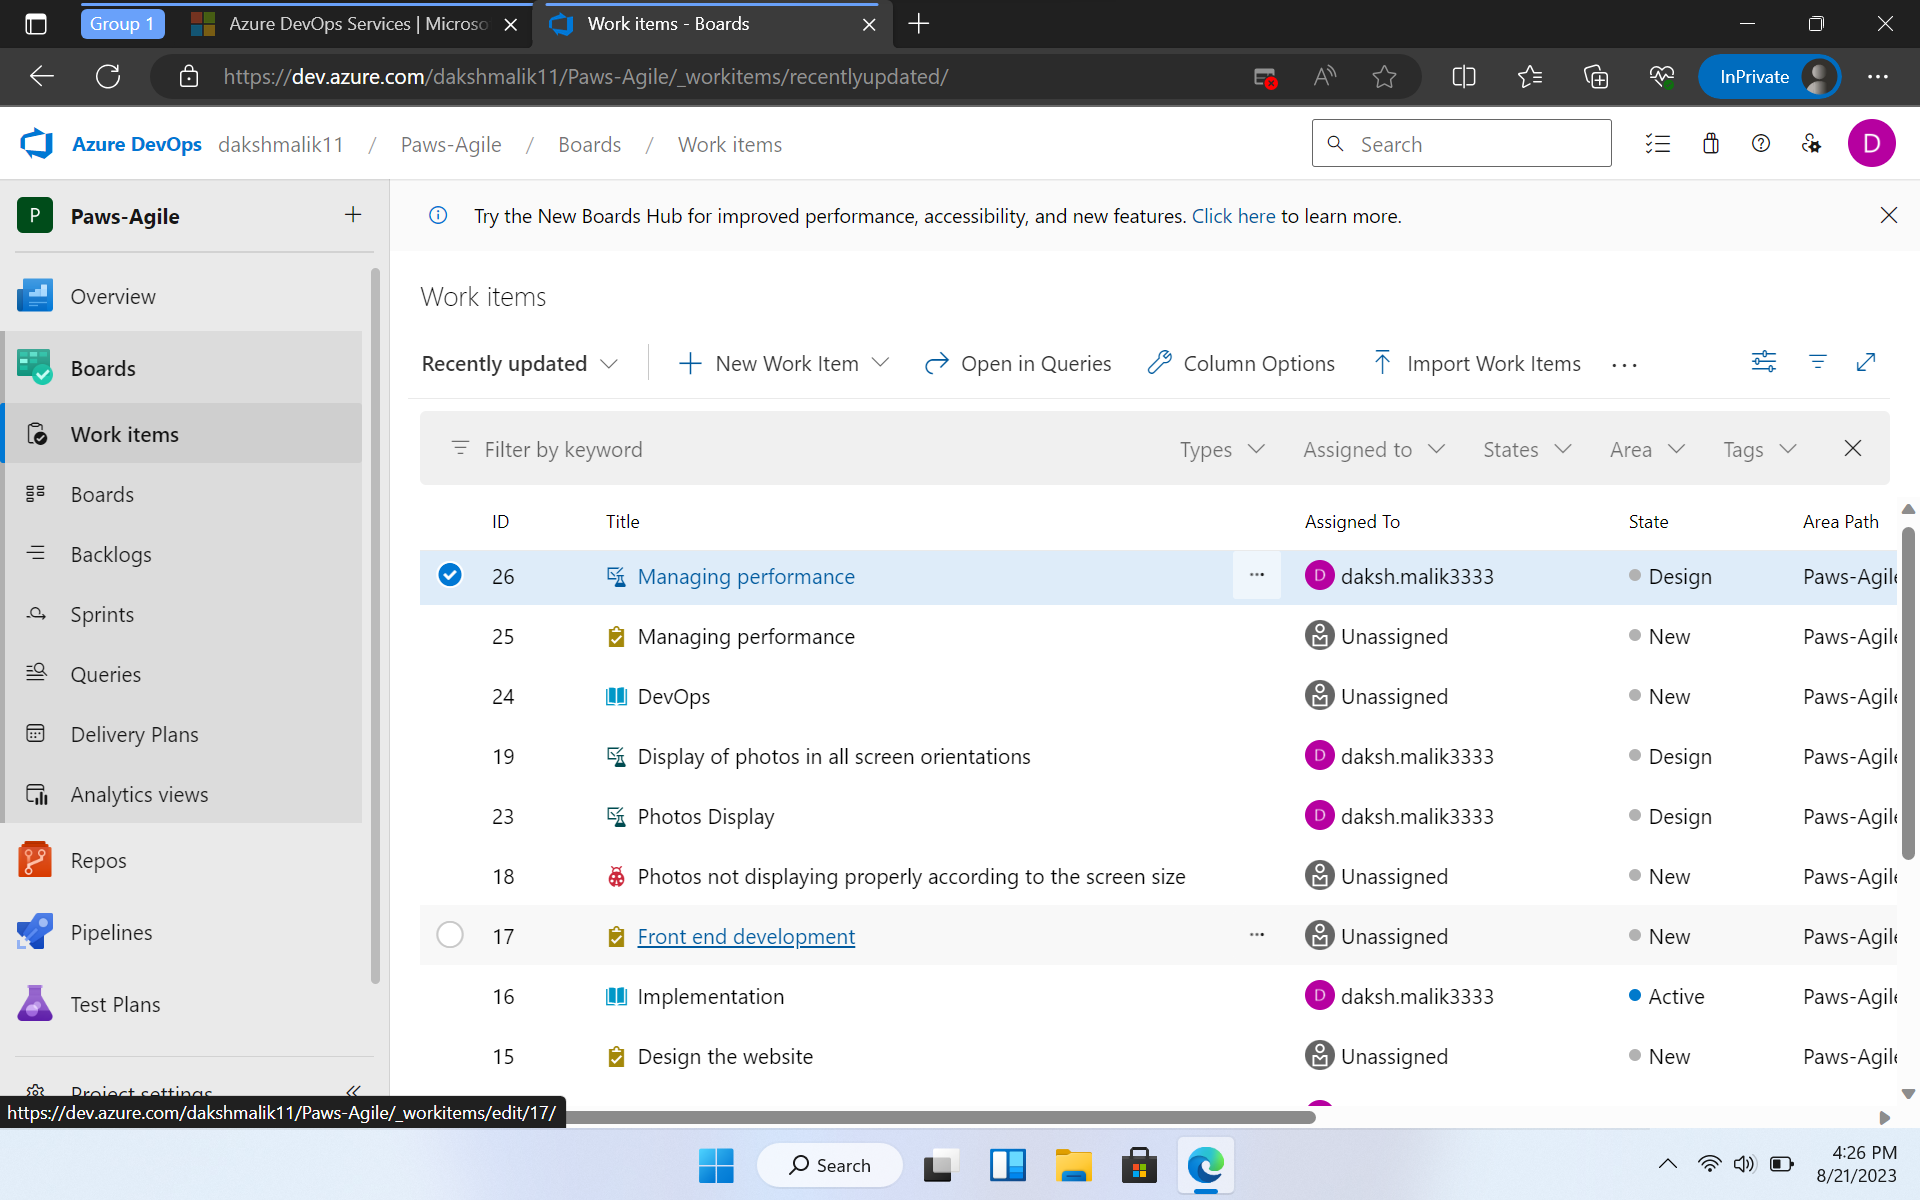 Group 1
Azure DevOps Services | Microso
Work items - Boards
https://dev.azure.com/dakshmalik11/Paws-Agile/_workitems/recentlyupdated/
InPrivate
Azure DevOps
dakshmalik11 / Paws-Agile / Boards / Work items
Search
D
P
Paws-Agile
Try the New Boards Hub for improved performance, accessibility, and new features. Click here to learn more.
Overview
Boards
Work items
Boards
Backlogs
Sprints
Queries
Delivery Plans
Analytics views
Repos
Pipelines
Test Plans
Project settings
https://dev.azure.com/dakshmalik11/Paws-Agile/_workitems/edit/17/
Work items
Recently updated
New Work Item
Open in Queries
Column Options
Import Work Items
Filter by keyword
Types
Assigned to
States
Area
Tags
ID Title Assigned To State Area Path
26 Managing performance D daksh.malik3333 Design Paws-Agile
25 Managing performance Unassigned New Paws-Agile
24 DevOps Unassigned New Paws-Agile
19 Display of photos in all screen orientations D daksh.malik3333 Design Paws-Agile
23 Photos Display D daksh.malik3333 Design Paws-Agile
18 Photos not displaying properly according to the screen size Unassigned New Paws-Agile
17 Front end development Unassigned New Paws-Agile
16 Implementation D daksh.malik3333 Active Paws-Agile
15 Design the website Unassigned New Paws-Agile
Search
4:26 PM
8/21/2023